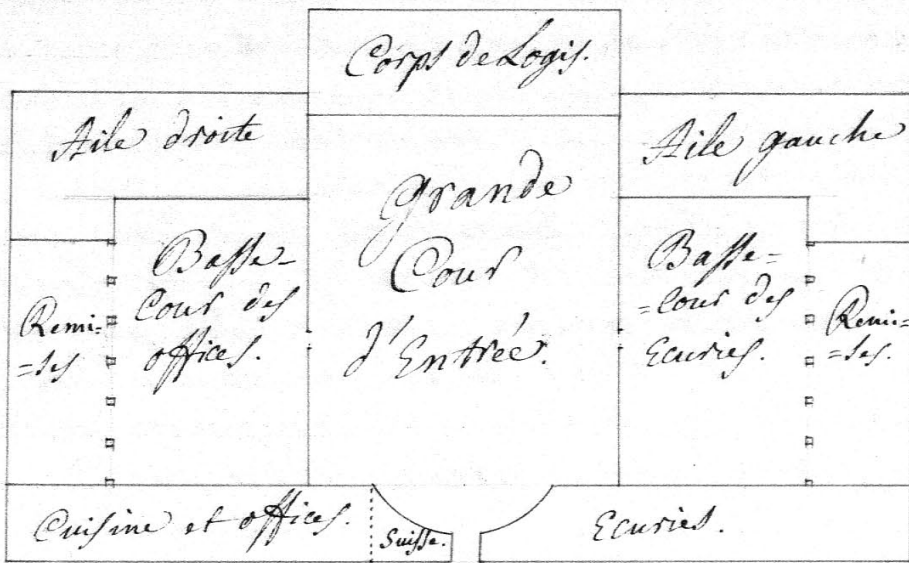 Corps de Logis.
Aile droite
Aile gauche
Grande
Cour
d'Entrée.
Basse-
Cour des
offices.
Basse-
=Cour des
Ecuries.
Remi-
=ses
Remi-
=ses.
Cuisine et offices.
Suisse.
Ecuries.